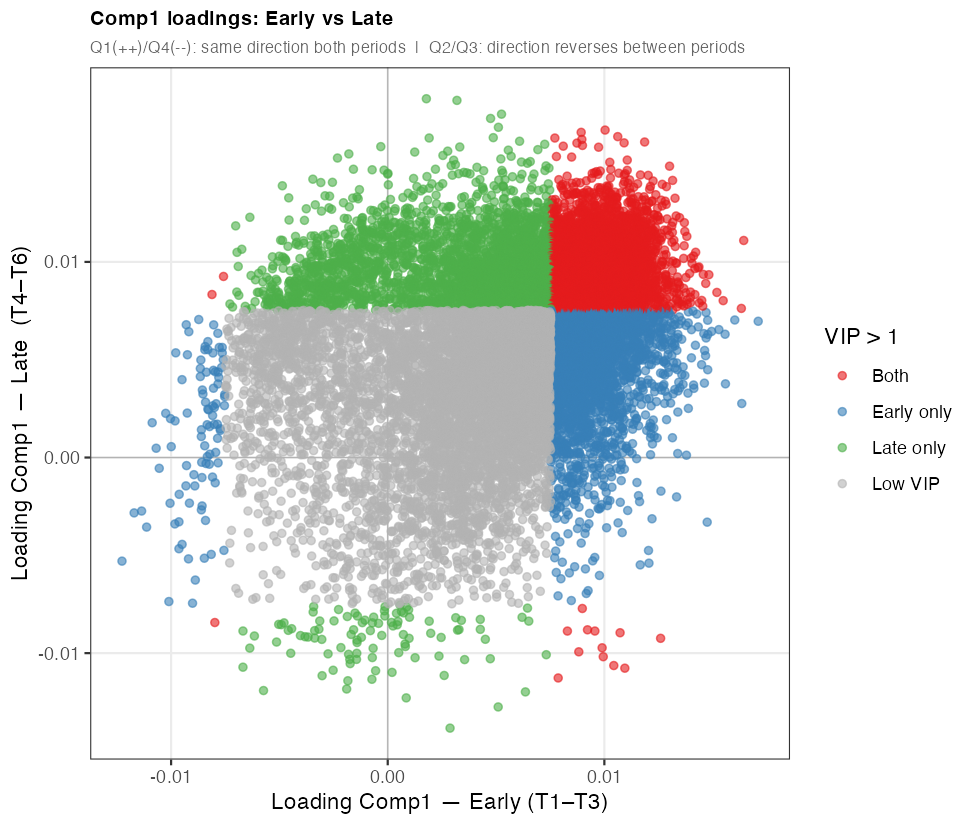 Comp1 loadings: Early vs Late
Q1(++)/Q4(--): same direction both periods | Q2/Q3: direction reverses between periods
Loading Comp1 — Late (T4–T6)
0.01
0.00
-0.01
-0.01
0.00
0.01
Loading Comp1 — Early (T1–T3)
VIP > 1
Both
Early only
Late only
Low VIP